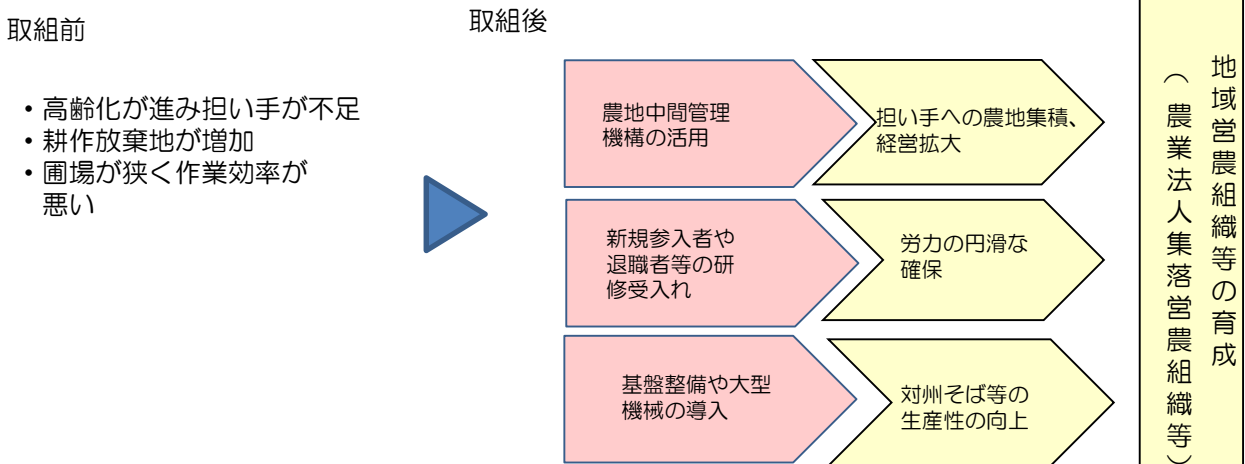 取組前
・高齢化が進み担い手が不足
・耕作放棄地が増加
・圃場が狭く作業効率が
悪い
取組後
農地中間管理
機構の活用
担い手への農地集積、
経営拡大
新規参入者や
退職者等の研
修受入れ
労力の円滑な
確保
基盤整備や大型
機械の導入
対州そば等の
生産性の向上
地域営農組織等の育成
（農業法人集落営農組織等）